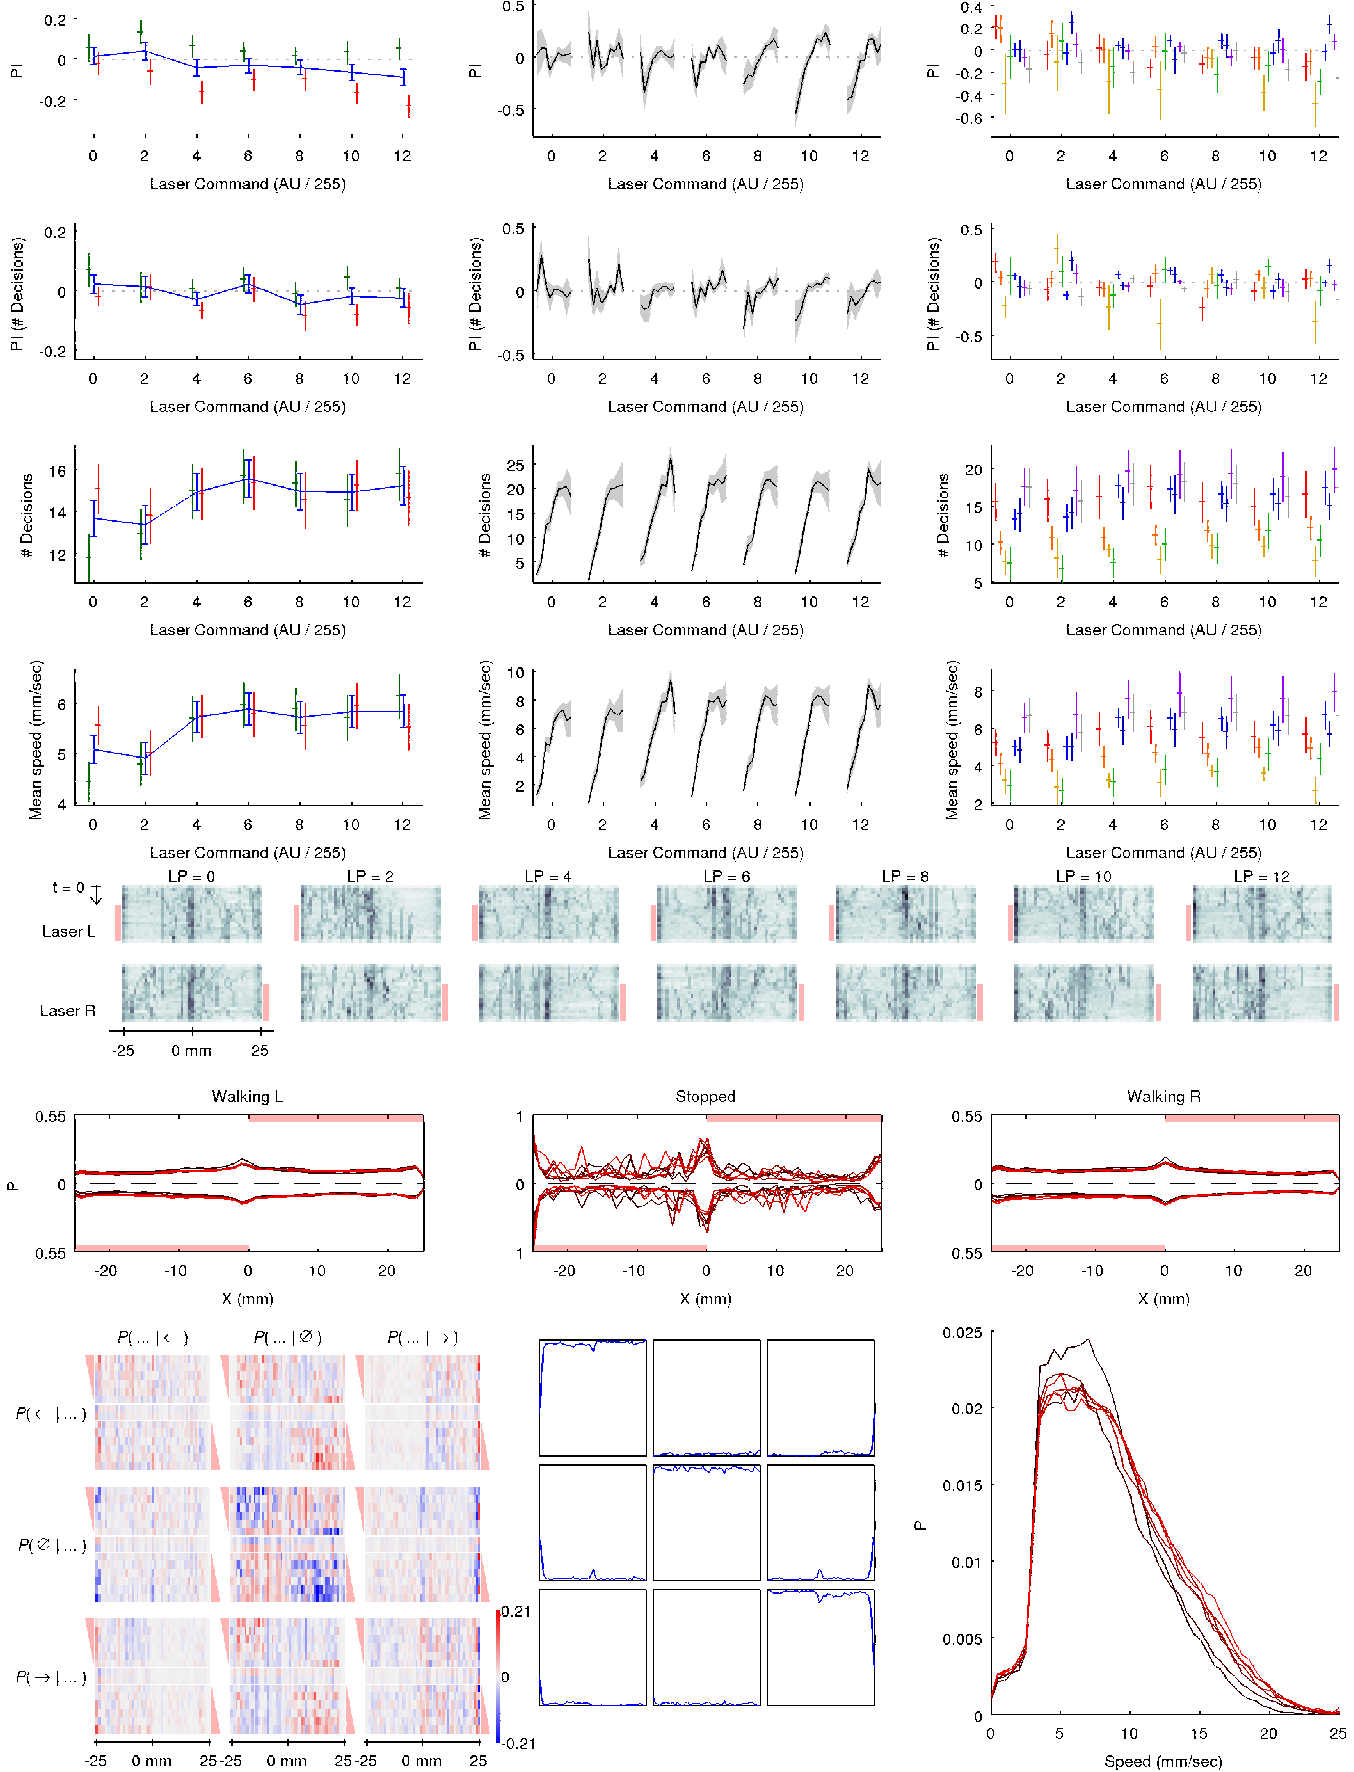 0.2
0
-0.2
PI
0 2 4 6 8 10 12
Laser Command (AU / 255)
0.5
0
-0.5
PI
0 2 4 6 8 10 12
Laser Command (AU / 255)
0.4
0.2
0
-0.2
-0.4
-0.6
PI
0 2 4 6 8 10 12
Laser Command (AU / 255)
0.2
0
-0.2
PI (# Decisions)
0 2 4 6 8 10 12
Laser Command (AU / 255)
0.5
0
-0.5
PI (# Decisions)
0 2 4 6 8 10 12
Laser Command (AU / 255)
0.5
0
-0.5
PI (# Decisions)
0 2 4 6 8 10 12
Laser Command (AU / 255)
16
14
12
# Decisions
0 2 4 6 8 10 12
Laser Command (AU / 255)
25
20
15
10
5
# Decisions
0 2 4 6 8 10 12
Laser Command (AU / 255)
20
15
10
5
# Decisions
0 2 4 6 8 10 12
Laser Command (AU / 255)
6
5
4
Mean speed (mm/sec)
0 2 4 6 8 10 12
Laser Command (AU / 255)
10
8
6
4
2
Mean speed (mm/sec)
0 2 4 6 8 10 12
Laser Command (AU / 255)
8
6
4
2
Mean speed (mm/sec)
0 2 4 6 8 10 12
Laser Command (AU / 255)
LP = 0 LP = 2 LP = 4 LP = 6 LP = 8 LP = 10 LP = 12
t = 0
Laser L
Laser R
-25 0 mm 25
Walking L
0.55
0
0.55
P
-20 -10 0 10 20
X (mm)
Stopped
1
0
1
-20 -10 0 10 20
X (mm)
Walking R
0.55
0
0.55
-20 -10 0 10 20
X (mm)
P( ... | ← ) P( ... | ∅ ) P( ... | → )
P( ← | ... )
P( ∅ | ... )
P( → | ... )
-25 0 mm 25 -25 0 mm 25 -25 0 mm 25
0.21
0
-0.21
0.025
0.02
0.015
0.01
0.005
0
P
0 5 10 15 20 25
Speed (mm/sec)